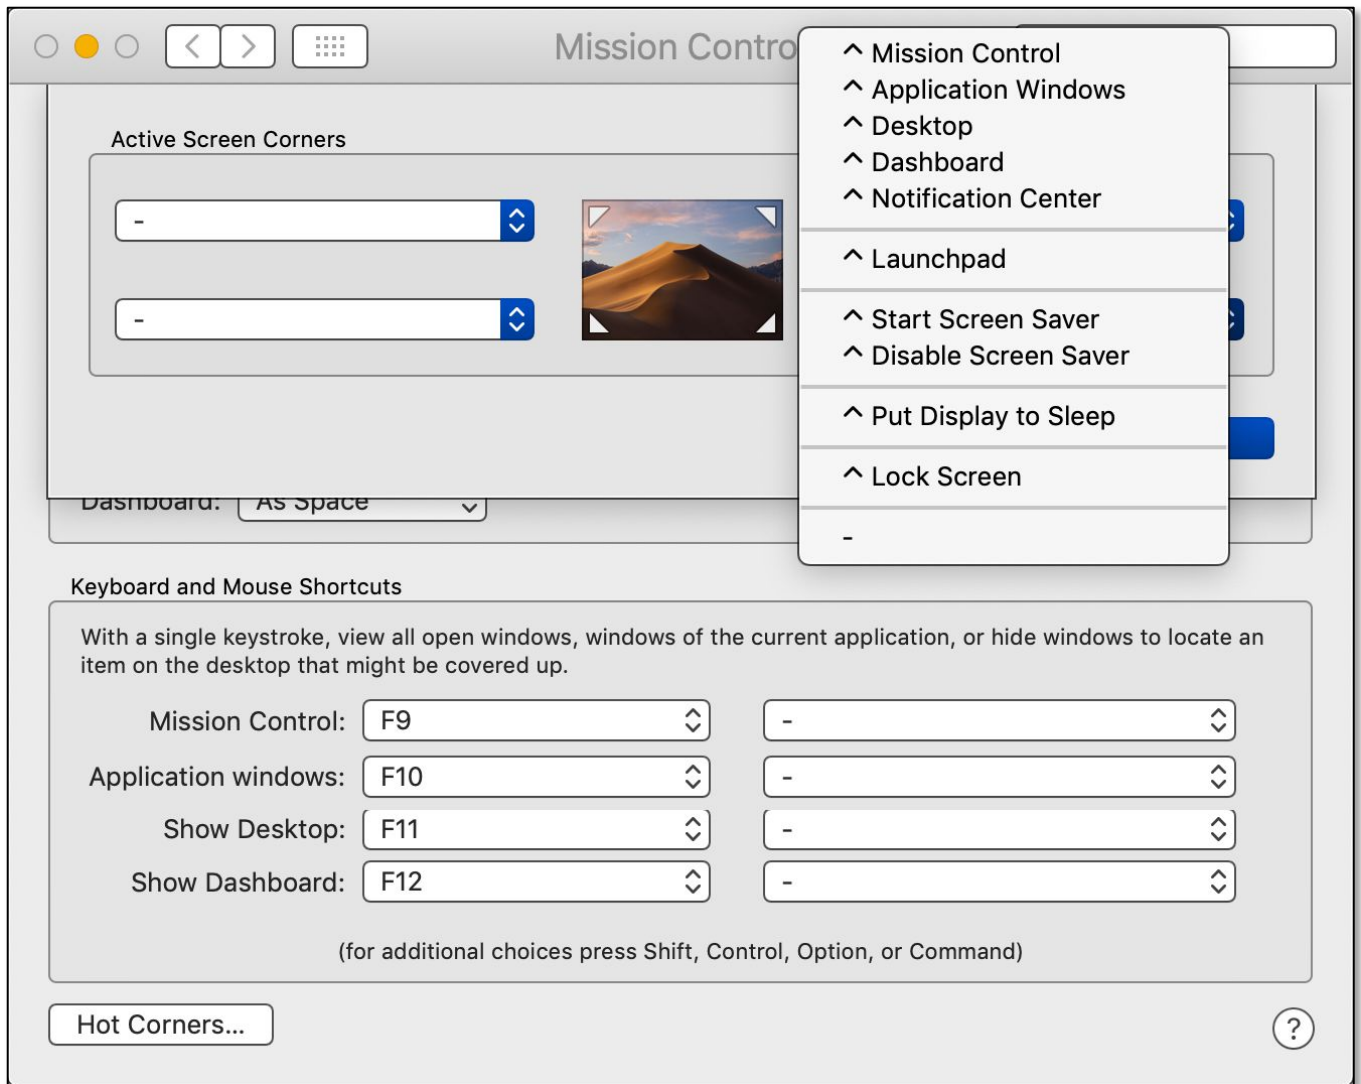 Mission Contro
^ Mission Control
^ Application Windows
^ Desktop
^ Dashboard
^ Notification Center
^ Launchpad
^ Start Screen Saver
^ Disable Screen Saver
^ Put Display to Sleep
^ Lock Screen
-
Active Screen Corners
-
-
Dashboard: As Space
Keyboard and Mouse Shortcuts
With a single keystroke, view all open windows, windows of the current application, or hide windows to locate an
item on the desktop that might be covered up.
Mission Control: F9 -
Application windows: F10 -
Show Desktop: F11 -
Show Dashboard: F12 -
(for additional choices press Shift, Control, Option, or Command)
Hot Corners... ?